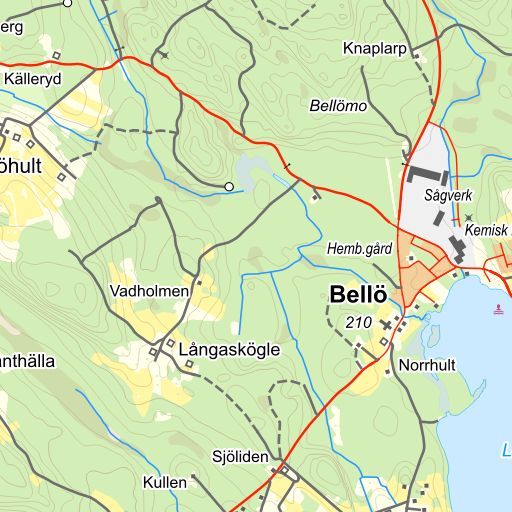 erg
Knaplarp
Källeryd
Bellömo
öhult
Sågverk
Kemisk
Hemb.gård
Vadholmen
Bellö
210
Långaskögle
anthälla
Norrhult
Sjöliden
Kullen
L